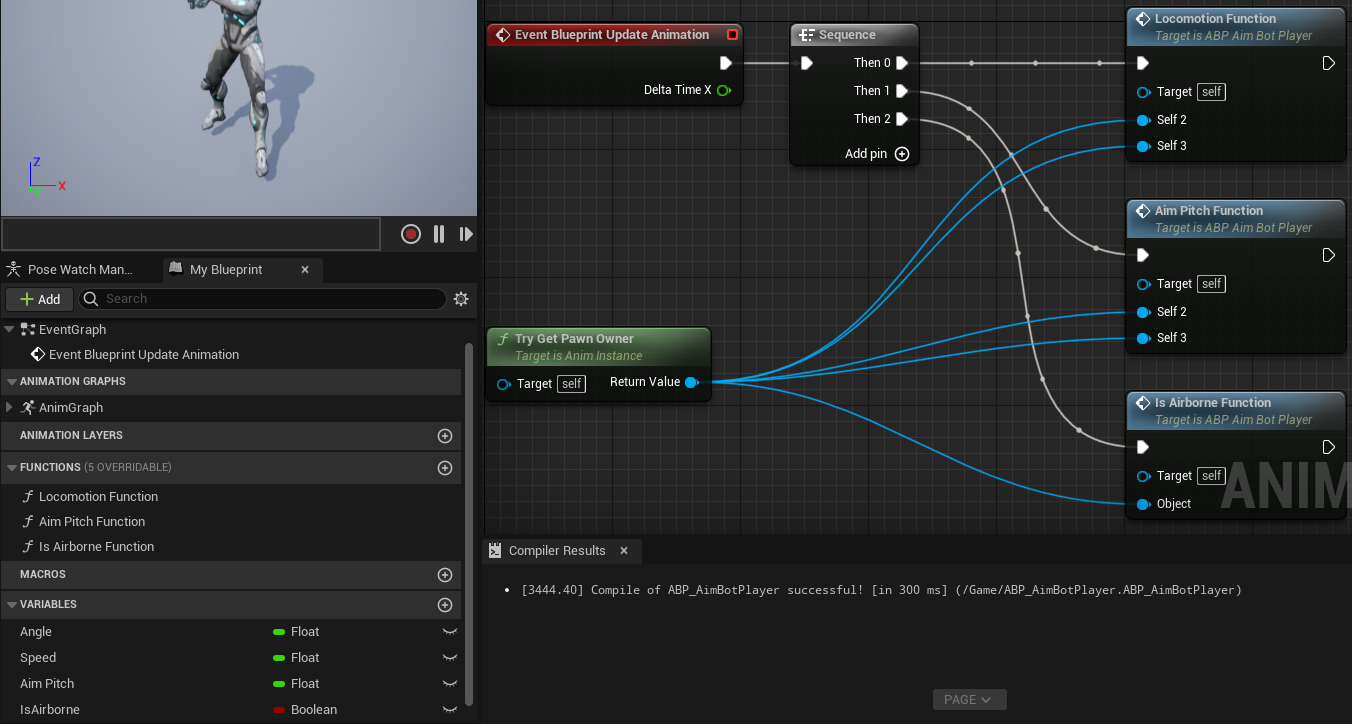 Z
X
Pose Watch Man...
My Blueprint
Add
Search
EventGraph
Event Blueprint Update Animation
ANIMATION GRAPHS
AnimGraph
ANIMATION LAYERS
FUNCTIONS (5 OVERRIDABLE)
Locomotion Function
Aim Pitch Function
Is Airborne Function
MACROS
VARIABLES
Angle Float
Speed Float
Aim Pitch Float
IsAirborne Boolean
Event Blueprint Update Animation
Delta Time X
Sequence
Then 0
Then 1
Then 2
Add pin
Try Get Pawn Owner
Target is Anim Instance
Target self Return Value
Locomotion Function
Target is ABP Aim Bot Player
Target self
Self 2
Self 3
Aim Pitch Function
Target is ABP Aim Bot Player
Target self
Self 2
Self 3
Is Airborne Function
Target is ABP Aim Bot Player
Target self
Object
ANIM
Compiler Results
[3444.40] Compile of ABP_AimBotPlayer successful! [in 300 ms] (/Game/ABP_AimBotPlayer.ABP_AimBotPlayer)
PAGE